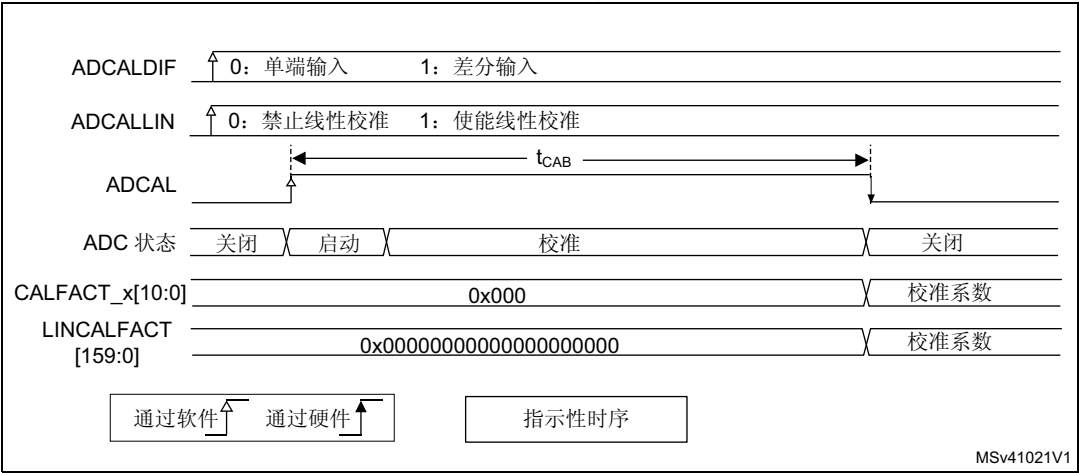 ADCALDIF 0：单端输入 1：差分输入
ADCALLIN 0：禁止线性校准 1：使能线性校准
tCAB
ADCAL
ADC 状态 关闭 启动 校准 关闭
CALFACT_x[10:0] 0x000 校准系数
LINCALFACT
[159:0] 0x00000000000000000000 校准系数
通过软件 通过硬件 指示性时序
MSv41021V1